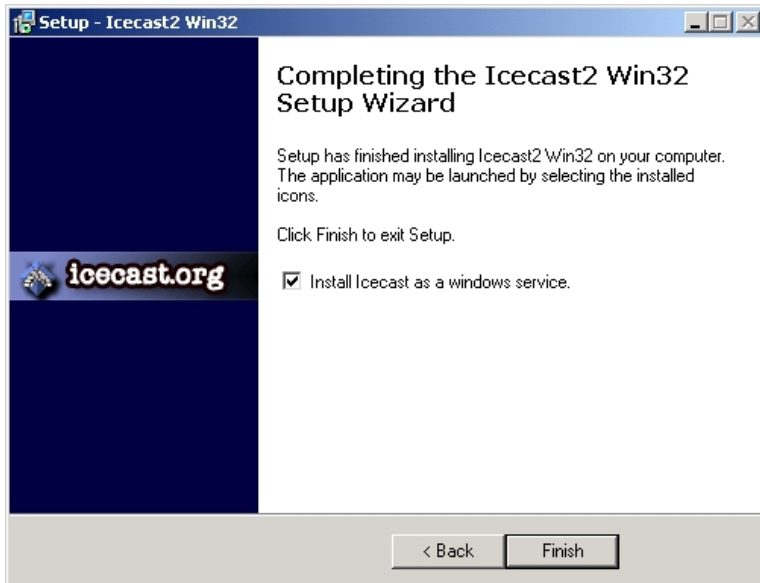 Setup - Icecast2 Win32
Completing the Icecast2 Win32
Setup Wizard
Setup has finished installing Icecast2 Win32 on your computer.
The application may be launched by selecting the installed
icons.
Click Finish to exit Setup.
icecast.org
Install Icecast as a windows service.
< Back
Finish